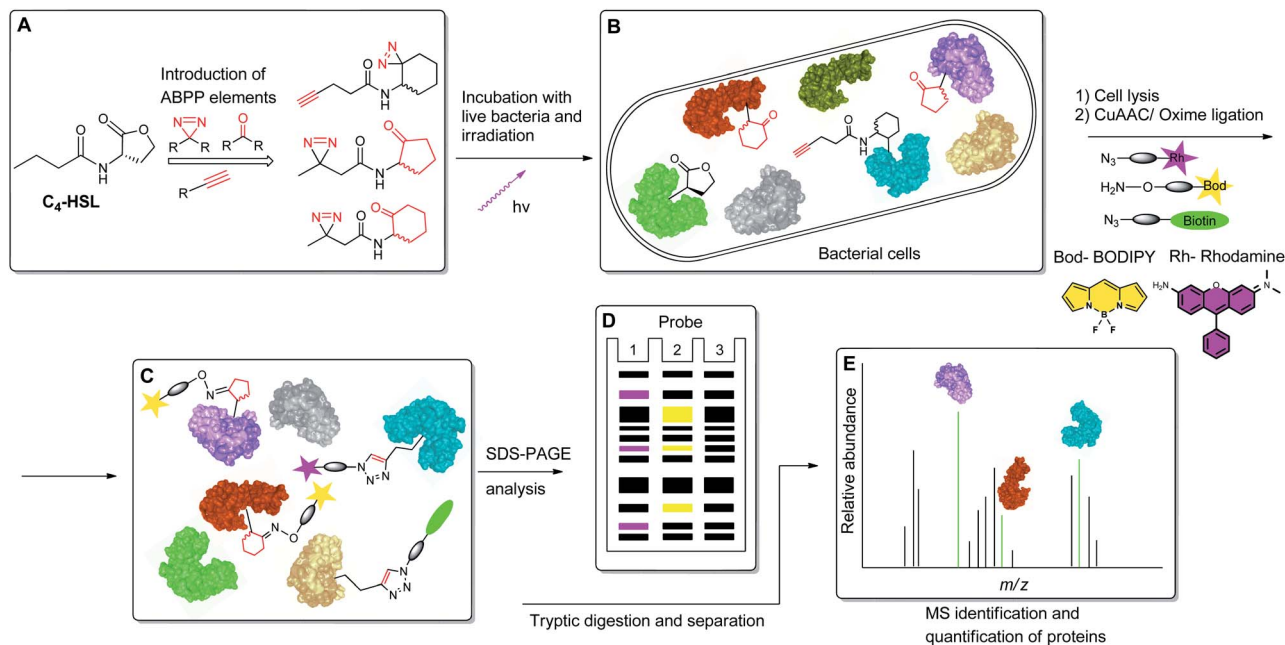 A
Introduction of
ABPP elements
N=N
R R
O
R R
R
O
O
O
N
H
C4-HSL
N
N
O
N
H
N=N
O
O
N
H
N=N
O
O
N
H
Incubation with
live bacteria and
irradiation
hv
B
O
O
O
N
H
O
O
Bacterial cells
1) Cell lysis
2) CuAAC/ Oxime ligation
N3 Rh
H2N-O Bod
N3 Biotin
Bod- BODIPY Rh- Rhodamine
N N
B
F F
H2N O N
C
O
N
N
N=N
N
O
N
N=N
SDS-PAGE
analysis
D
Probe
1 2 3
Tryptic digestion and separation
E
Relative abundance
m/z
MS identification and
quantification of proteins